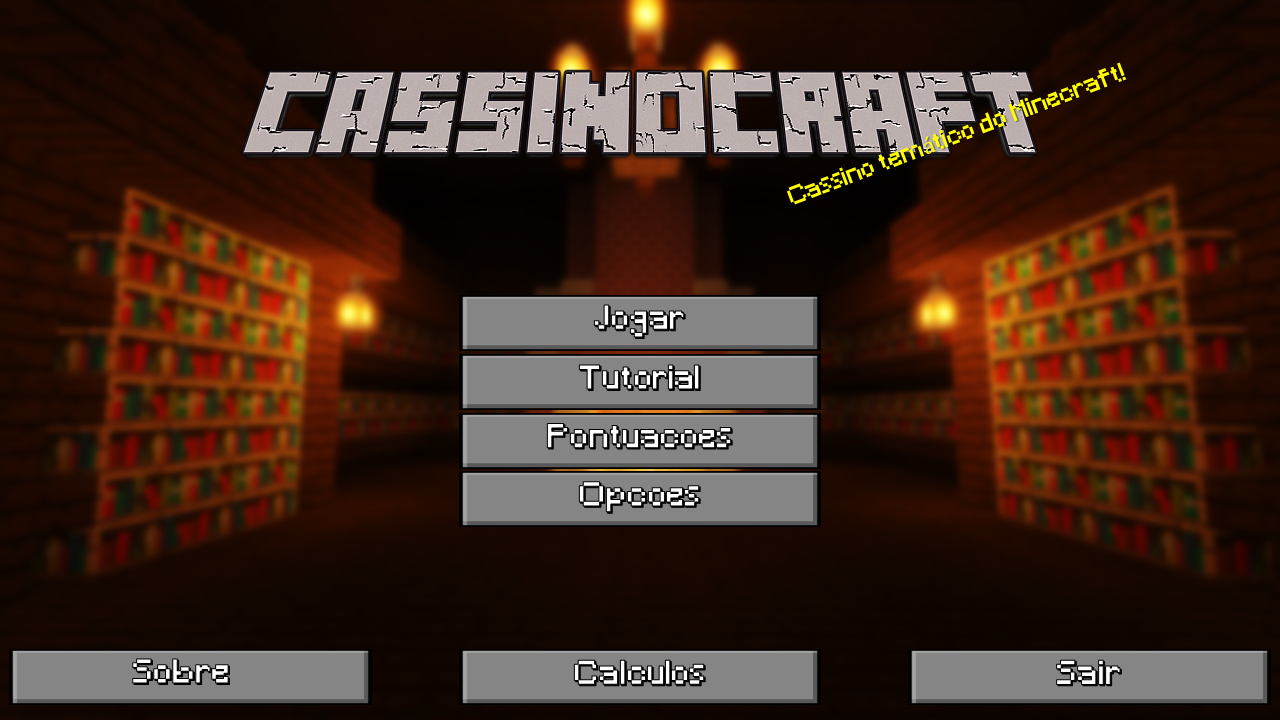 CASSINOCRAFT
Cassino temático do Minecraft!
Jogar
Tutorial
Pontuacoes
Opcoes
Sobre
Calculos
Sair